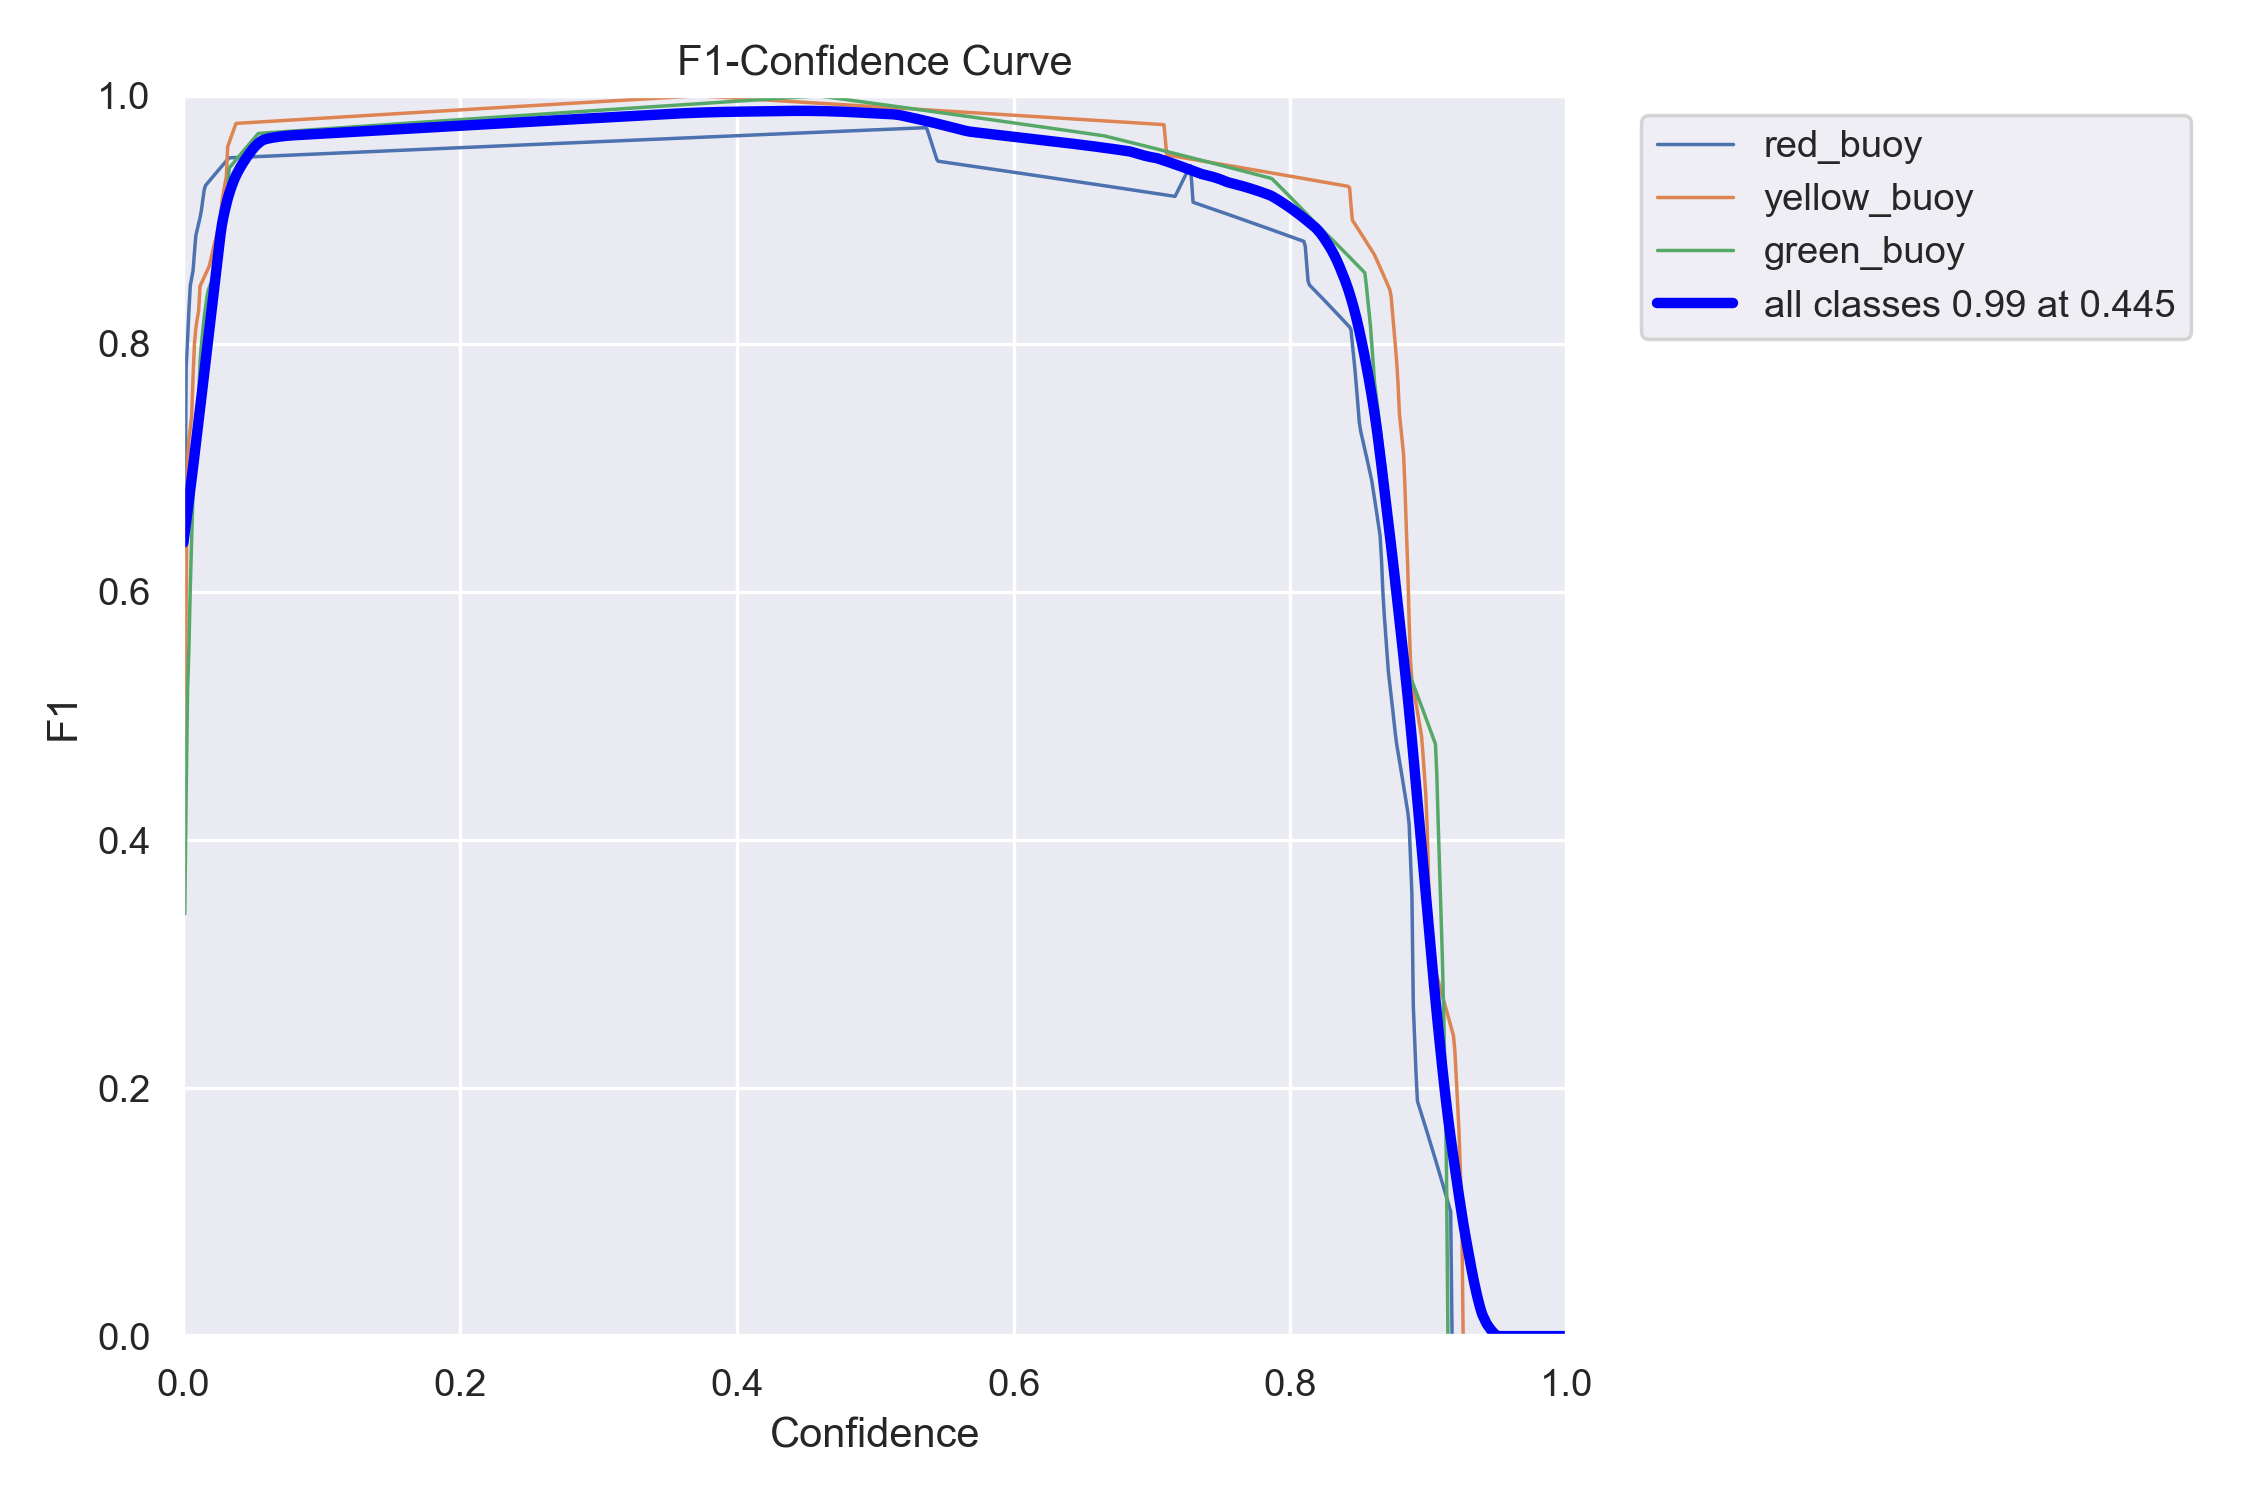 F1-Confidence Curve
1.0
0.8
0.6
0.4
0.2
0.0
F1
0.0 0.2 0.4 0.6 0.8 1.0
Confidence
red_buoy
yellow_buoy
green_buoy
all classes 0.99 at 0.445